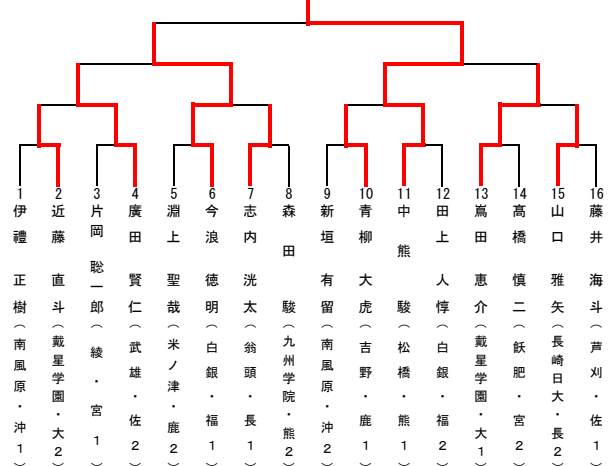 1 伊禮 正樹（南風原・沖1）
2 近藤 直斗（戴星学園・大2）
3 片岡 聡一郎（綾・宮1）
4 廣田 賢仁（武雄・佐2）
5 淵上 聖哉（米ノ津・鹿2）
6 今浪 徳明（白銀・福1）
7 志内 洸太（翁頭・長1）
8 森田 駿（九州学院・熊2）
9 新垣 有留（南風原・沖2）
10 青柳 大虎（吉野・鹿1）
11 中熊 駿（松橋・熊1）
12 田上 人惇（白銀・福2）
13 嶌田 恵介（戴星学園・大1）
14 髙橋 慎二（飫肥・宮2）
15 山口 雅矢（長崎日大・長2）
16 藤井 海斗（芦刈・佐1）